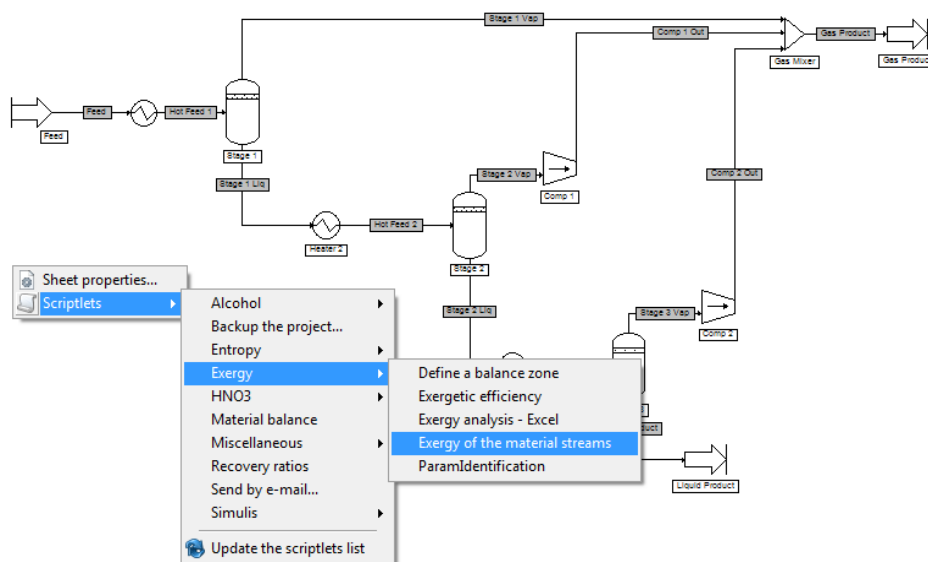 Stage 1 Vap
Comp 1 Out
Gas Product
Gas Mixer
Gas Product
Feed
Hot Feed 1
Feed
Stage 1
Stage 1 Liq
Stage 2 Vap
Comp 1
Comp 2 Out
Hot Feed 2
Heater 2
Stage 2
Sheet properties...
Scriptlets
Alcohol
Backup the project...
Entropy
Exergy
HNO3
Material balance
Miscellaneous
Recovery ratios
Send by e-mail...
Simulis
Update the scriptlets list
Stage 2 Liq
Stage 3 Vap
Comp 2
Define a balance zone
Exergetic efficiency
Exergy analysis - Excel
Exergy of the material streams
ParamIdentification
Liquid Product